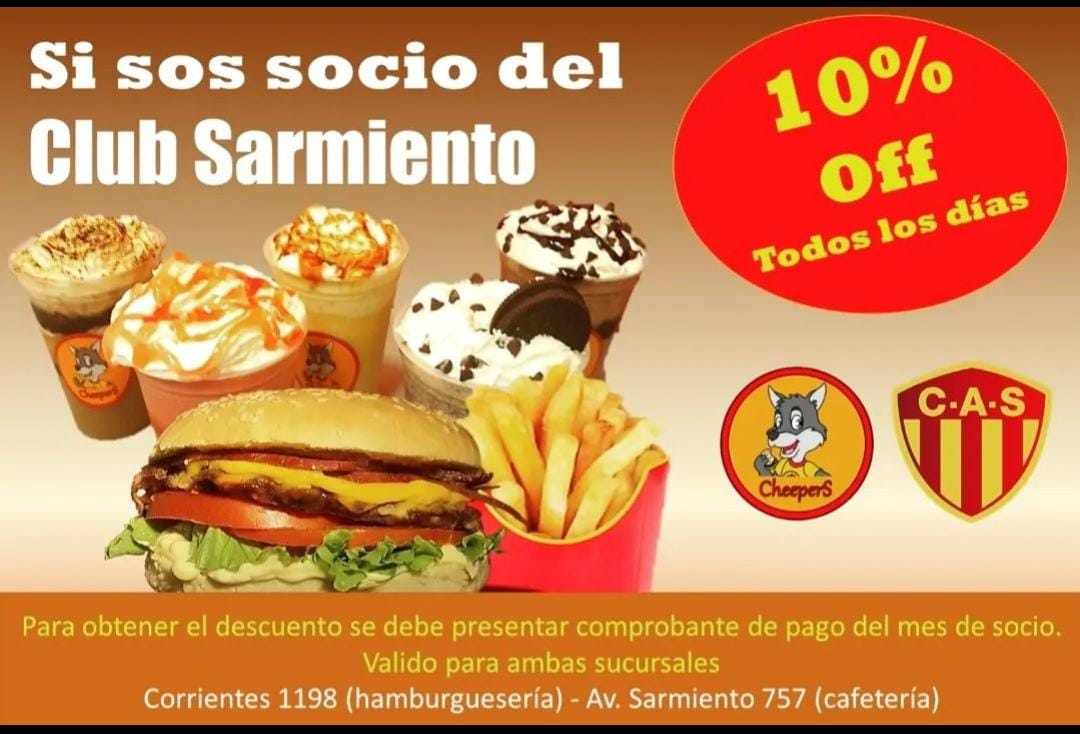 Si sos socio del
Club Sarmiento
10%
Off
Todos los días
Cheepers
CheeperS
C·A·S
Para obtener el descuento se debe presentar comprobante de pago del mes de socio.
Valido para ambas sucursales
Corrientes 1198 (hamburguesería) - Av. Sarmiento 757 (cafetería)